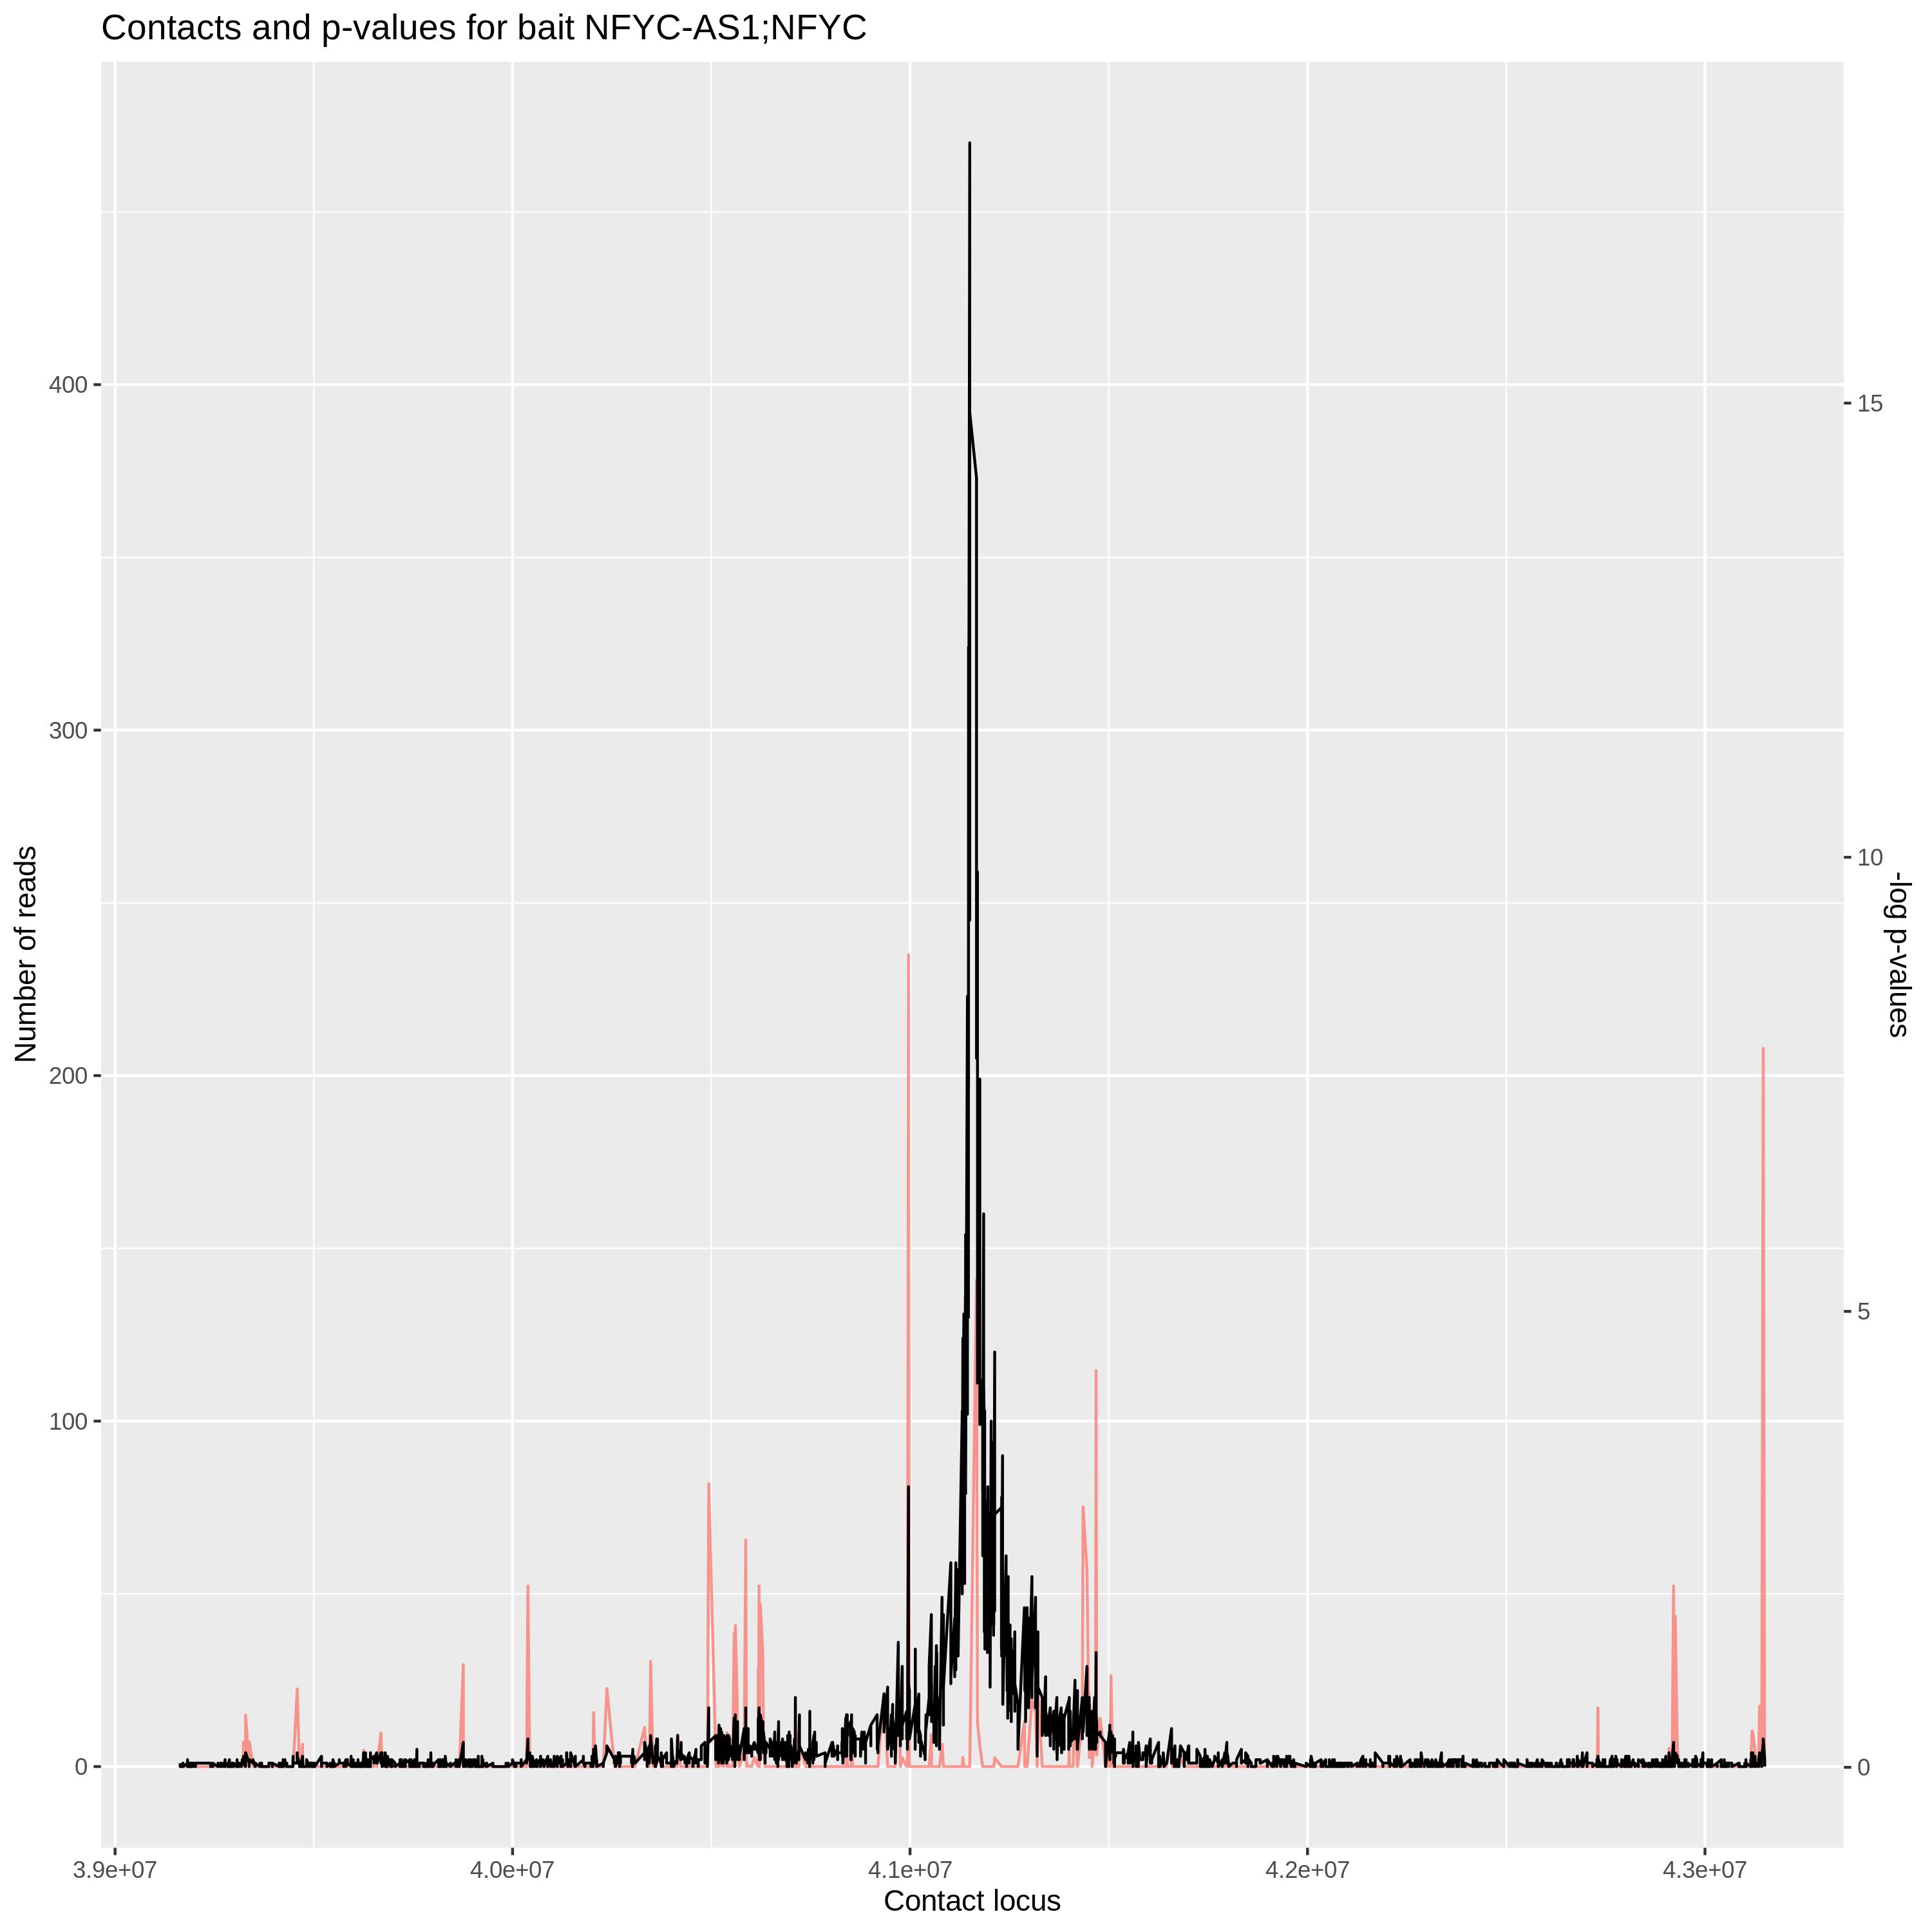 Contacts and p-values for bait NFYC-AS1;NFYC
Number of reads
400
300
200
100
0
15
10
5
0
-log p-values
3.9e+07 4.0e+07 4.1e+07 4.2e+07 4.3e+07
Contact locus